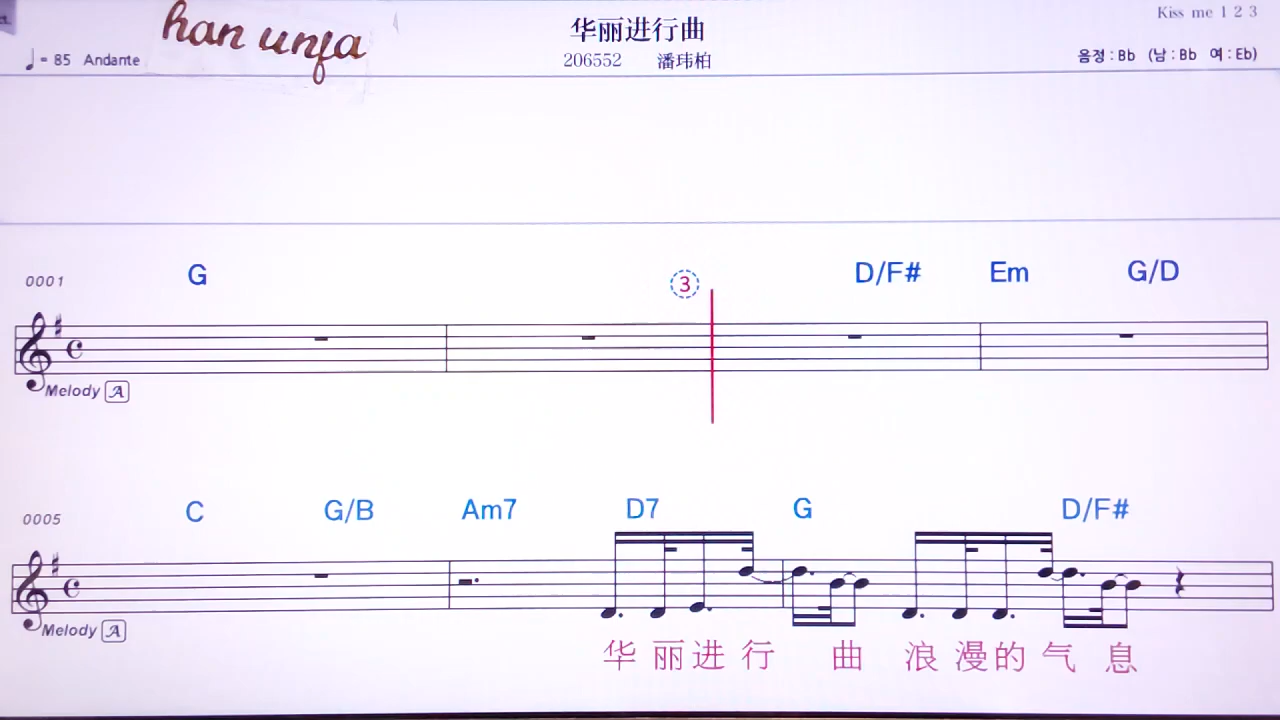 Kiss me 1 2 3
han unfa
华丽进行曲
♩= 85 Andante
206552 潘玮柏
음정 : Bb (남 : Bb 여 : Eb)
0001 G ③ D/F# Em G/D
Melody A
0005 C G/B Am7 D7 G D/F#
Melody A
华 丽 进 行 曲 浪 漫 的 气 息